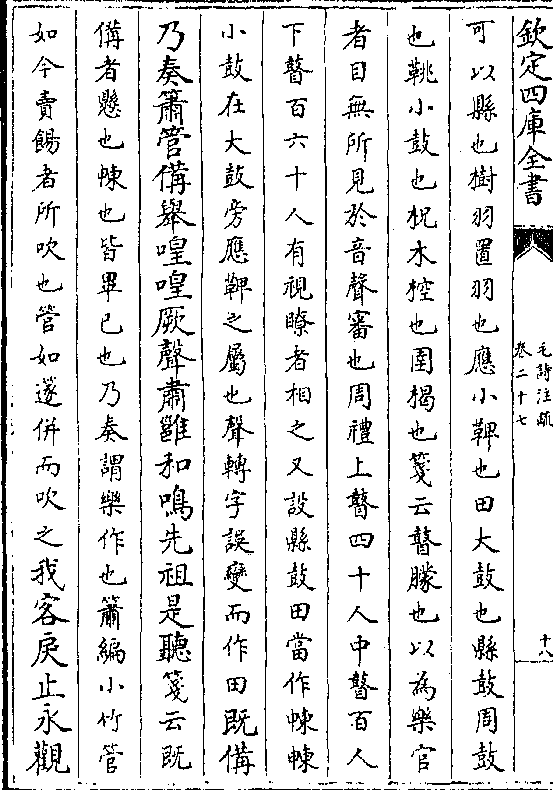 欽定四庫全書
毛詩注疏
卷二十七
十八
可以縣也樹羽置羽也應小鞞也田大鼓也縣鼓周鼓
也鞉小鼓也柷木椌也圉楬也箋云瞽矇也以為樂官
者目無所見於音聲審也周禮上瞽四十人中瞽百人
下瞽百六十人有視瞭者相之又設縣鼓田當作朄朄
小鼓在大鼓旁應鞞之屬也聲轉字誤變而作田既備
乃奏簫管備舉喤喤厥聲肅雝和鳴先祖是聽箋云既
備者懸也朄也皆畢已也乃奏謂樂作也簫編小竹管
如今賣餳者所吹也管如篴併而吹之我客戾止永觀